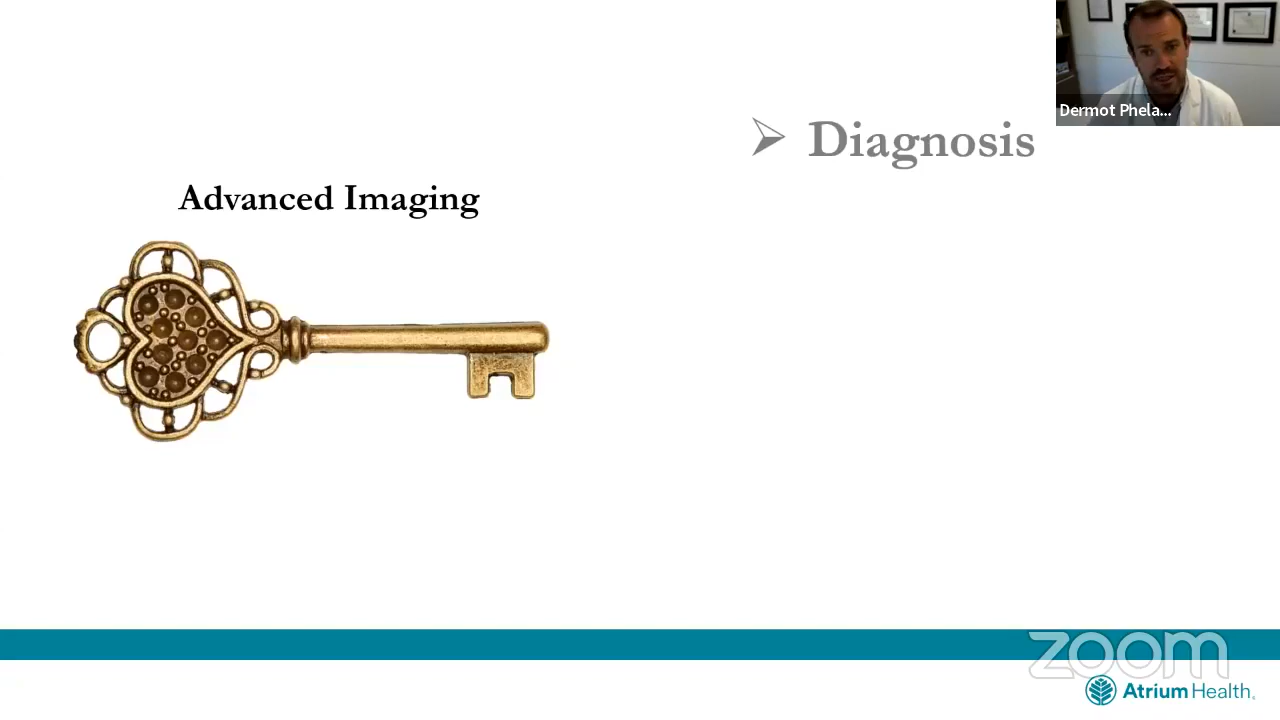 Dermot Phela...
➢ Diagnosis
Advanced Imaging
zoom
Atrium Health